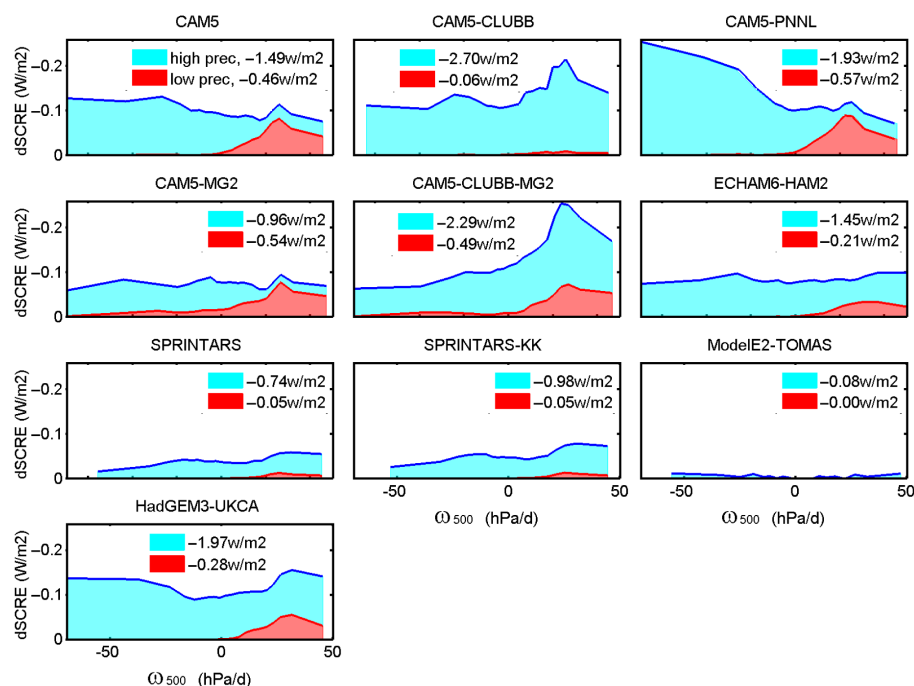 CAM5
CAM5-CLUBB
CAM5-PNNL
dSCRE (W/m2)
−0.2
−0.1
0
high prec, −1.49w/m2
low prec, −0.46w/m2
−2.70w/m2
−0.06w/m2
−1.93w/m2
−0.57w/m2
CAM5-MG2
CAM5-CLUBB-MG2
ECHAM6-HAM2
dSCRE (W/m2)
−0.2
−0.1
0
−0.96w/m2
−0.54w/m2
−2.29w/m2
−0.49w/m2
−1.45w/m2
−0.21w/m2
SPRINTARS
SPRINTARS-KK
ModelE2-TOMAS
dSCRE (W/m2)
−0.2
−0.1
0
−0.74w/m2
−0.05w/m2
−0.98w/m2
−0.05w/m2
−0.08w/m2
−0.00w/m2
-50 0 50
-50 0 50
ω500 (hPa/d)
ω500 (hPa/d)
HadGEM3-UKCA
dSCRE (W/m2)
−0.2
−0.1
0
−1.97w/m2
−0.28w/m2
-50 0 50
ω500 (hPa/d)